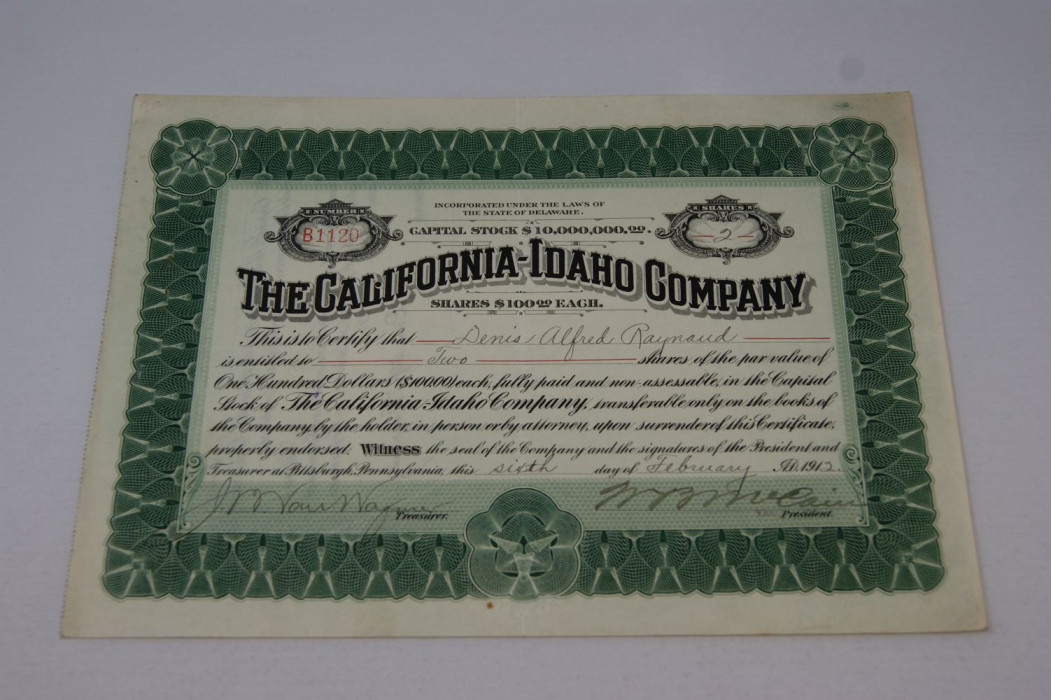 INCORPORATED UNDER THE LAWS OF
THE STATE OF DELAWARE.
NUMBER
B1120
SHARES
2
CAPITAL STOCK $10,000,000.00.
THE CALIFORNIA-IDAHO COMPANY
SHARES $100.00 EACH.
This is to Certify that Denis Alfred Raynaud
is entitled to Two shares of the par value of
One Hundred Dollars ($100.00) each, fully paid and non-assessable, in the Capital
Stock of The California-Idaho Company, transferable only on the books of
the Company by the holder, in person or by attorney, upon surrender of this Certificate,
properly endorsed. Witness the seal of the Company and the signatures of the President and
Treasurer at Pittsburgh, Pennsylvania, this sixth day of February A.D. 1912.
J M Van Wagner Treasurer.
President.